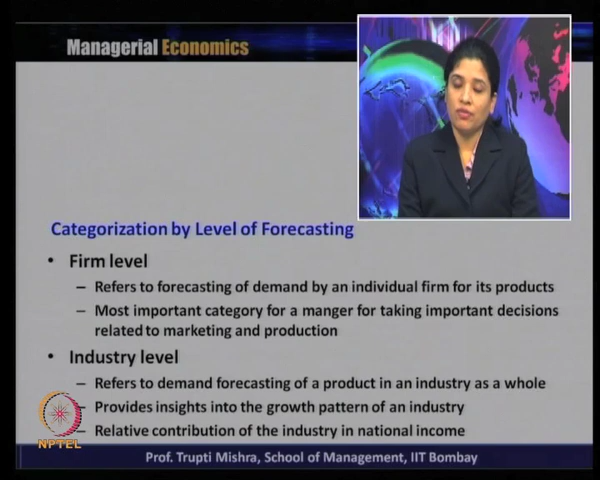 Managerial Economics
Categorization by Level of Forecasting
• Firm level
– Refers to forecasting of demand by an individual firm for its products
– Most important category for a manger for taking important decisions
related to marketing and production
• Industry level
– Refers to demand forecasting of a product in an industry as a whole
– Provides insights into the growth pattern of an industry
– Relative contribution of the industry in national income
NPTEL
Prof. Trupti Mishra, School of Management, IIT Bombay